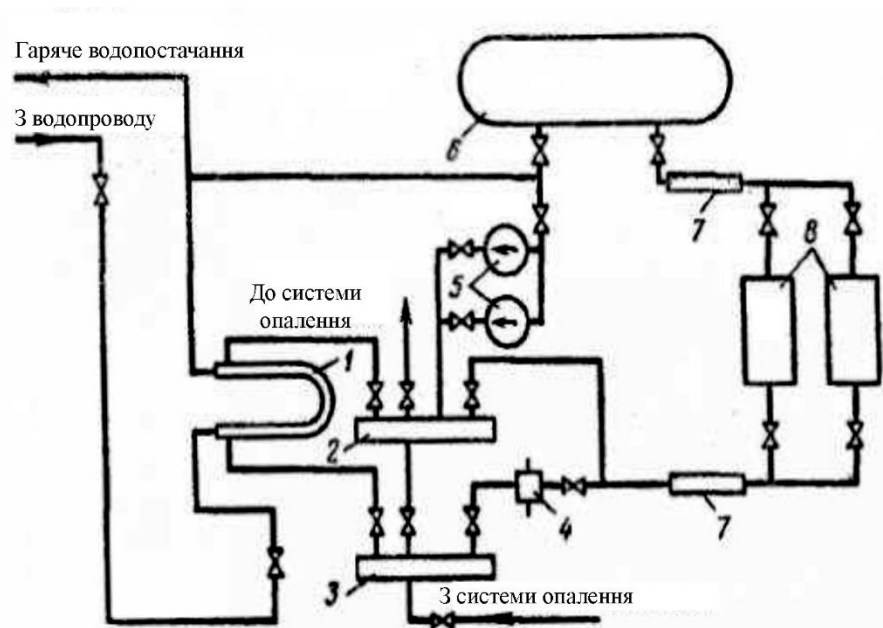 Гаряче водопостачання
З водопроводу
6
7
8
5
До системи
опалення
1
2
4
7
3
З системи опалення